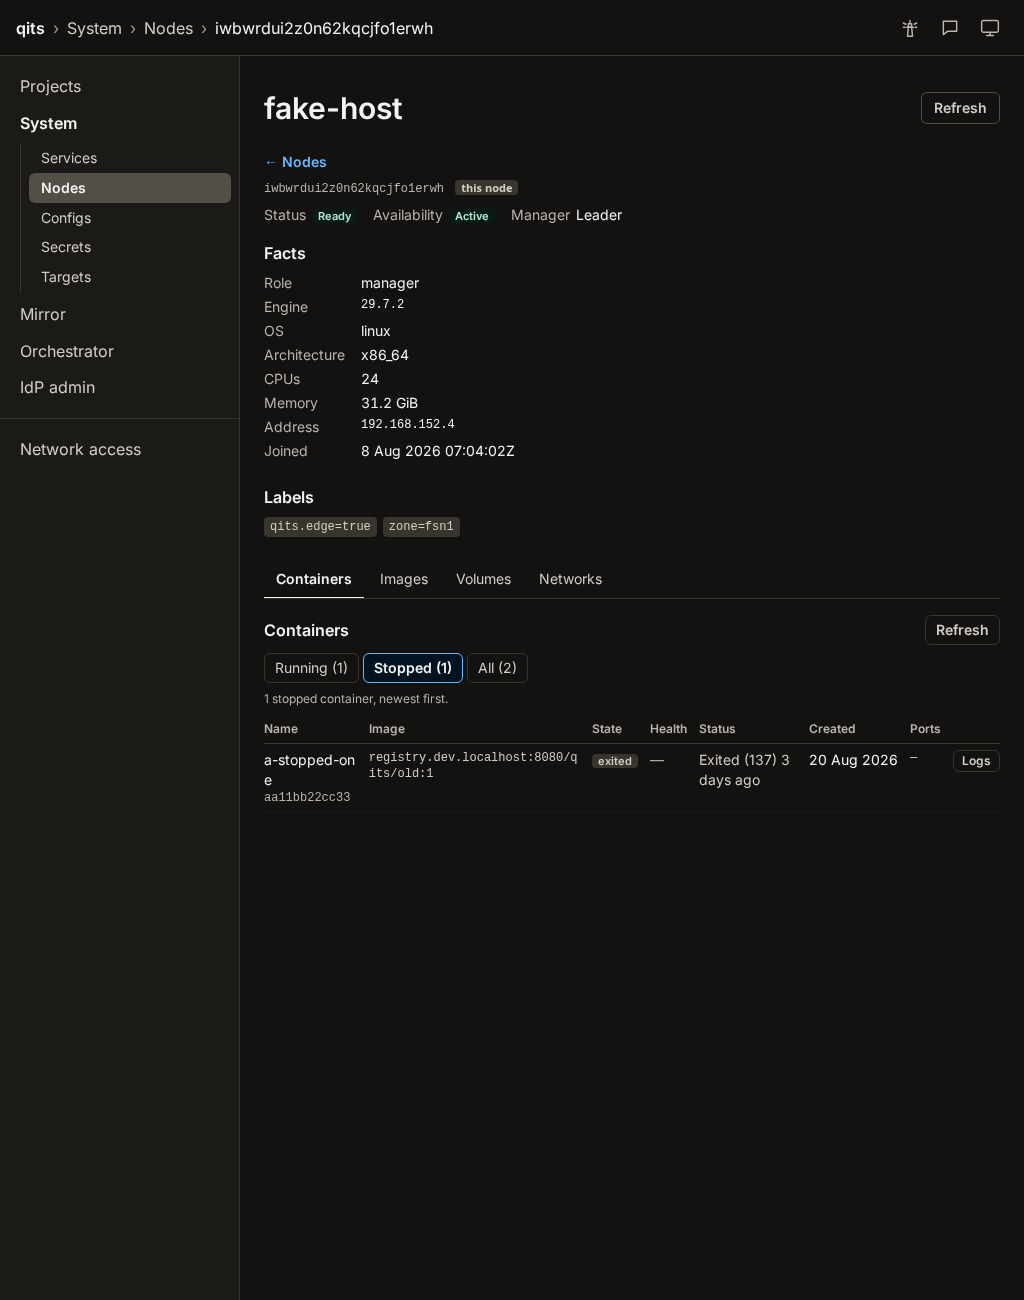 qits › System › Nodes › iwbwrdui2z0n62kqcjfo1erwh
Projects
System
Services
Nodes
Configs
Secrets
Targets
Mirror
Orchestrator
IdP admin
Network access
fake-host
Refresh
← Nodes
iwbwrdui2z0n62kqcjfo1erwh this node
Status Ready Availability Active Manager Leader
Facts
Role manager
Engine 29.7.2
OS linux
Architecture x86_64
CPUs 24
Memory 31.2 GiB
Address 192.168.152.4
Joined 8 Aug 2026 07:04:02Z
Labels
qits.edge=true zone=fsn1
Containers Images Volumes Networks
Containers
Refresh
Running (1) Stopped (1) All (2)
1 stopped container, newest first.
Name Image State Health Status Created Ports
a-stopped-on registry.dev.localhost:8080/q exited — Exited (137) 3 20 Aug 2026 – Logs
e its/old:1 days ago
aa11bb22cc33